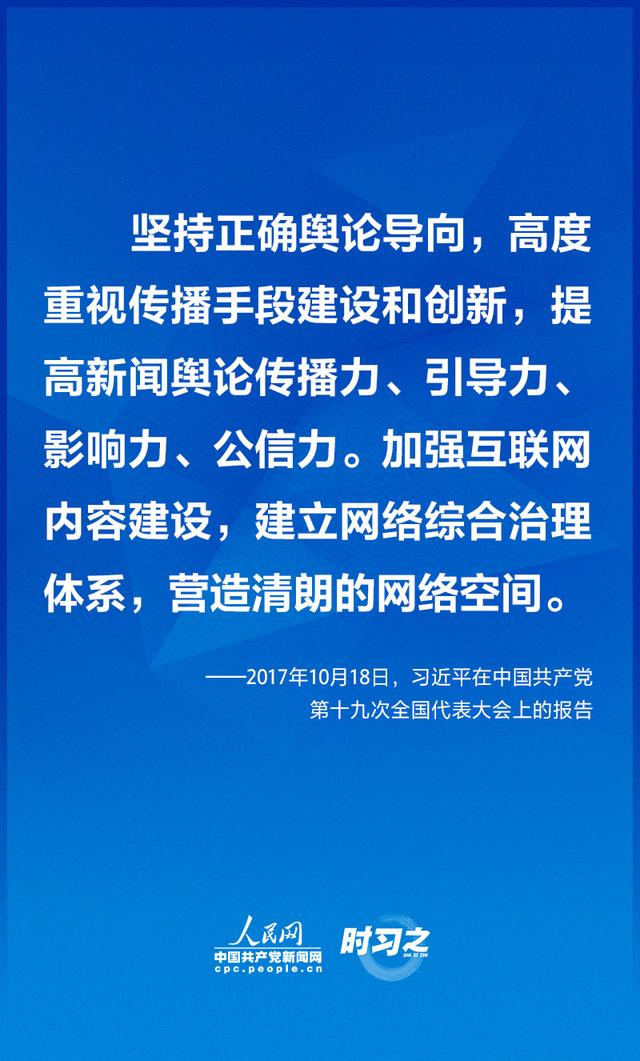 坚持正确舆论导向，高度
重视传播手段建设和创新，提
高新闻舆论传播力、引导力、
影响力、公信力。加强互联网
内容建设，建立网络综合治理
体系，营造清朗的网络空间。
——2017年10月18日，习近平在中国共产党
第十九次全国代表大会上的报告
人民网
中国共产党新闻网
cpc.people.cn
时习之
SHI XI ZHI